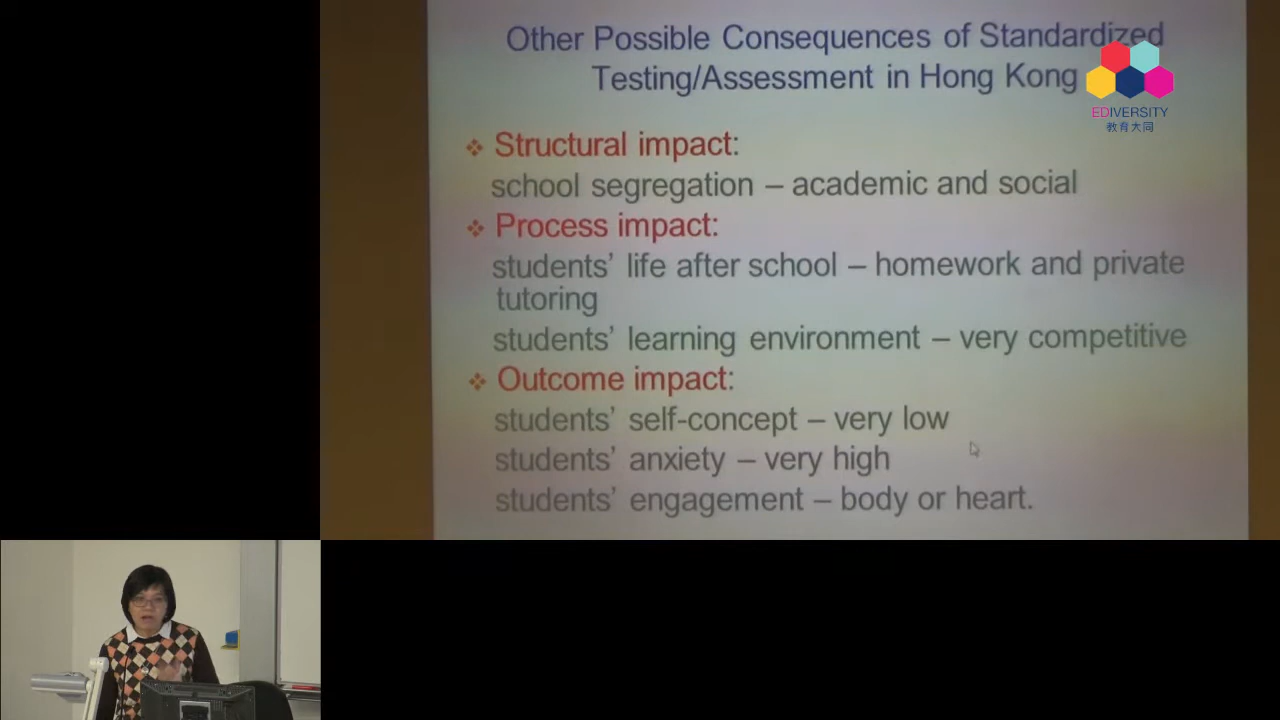 Other Possible Consequences of Standardized
Testing/Assessment in Hong Kong
EDIVERSITY
教育大同
Structural impact:
school segregation – academic and social
Process impact:
students’ life after school – homework and private
tutoring
students’ learning environment – very competitive
Outcome impact:
students’ self-concept – very low
students’ anxiety – very high
students’ engagement – body or heart.